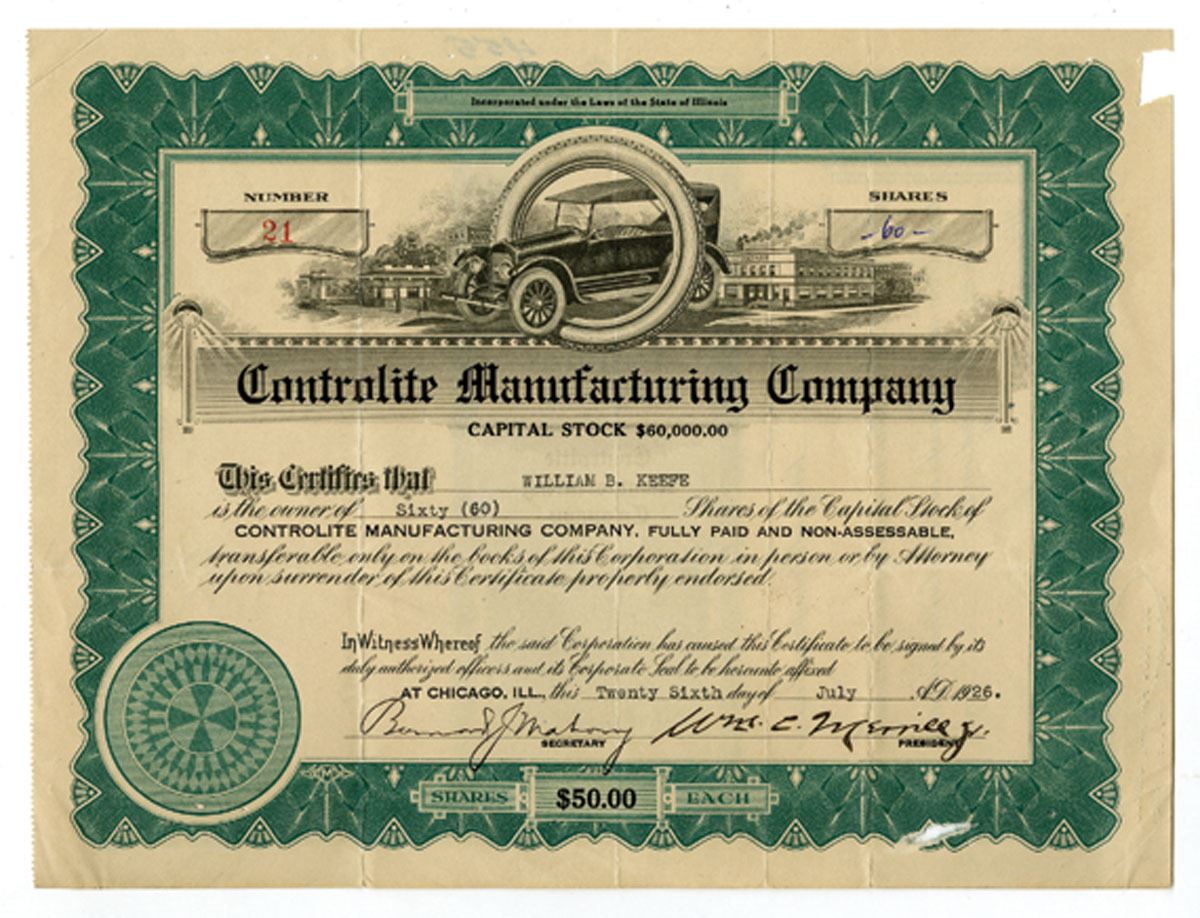 Incorporated under the Laws of the State of Illinois
NUMBER
21
SHARES
-60-
Controlite Manufacturing Company
CAPITAL STOCK $60,000.00
This Certifies that WILLIAM B. KEEFE
is the owner of Sixty (60) Shares of the Capital Stock of
CONTROLITE MANUFACTURING COMPANY, FULLY PAID AND NON-ASSESSABLE,
transferable only on the books of this Corporation in person or by Attorney
upon surrender of this Certificate properly endorsed.
In Witness Whereof the said Corporation has caused this Certificate to be signed by its
duly authorized officers and its Corporate Seal to be hereunto affixed
AT CHICAGO, ILL., this Twenty Sixth day of July A.D. 1926.
Bernard J Mahony Wm. C. Merrill Jr.
SECRETARY PRESIDENT
SHARES $50.00 EACH